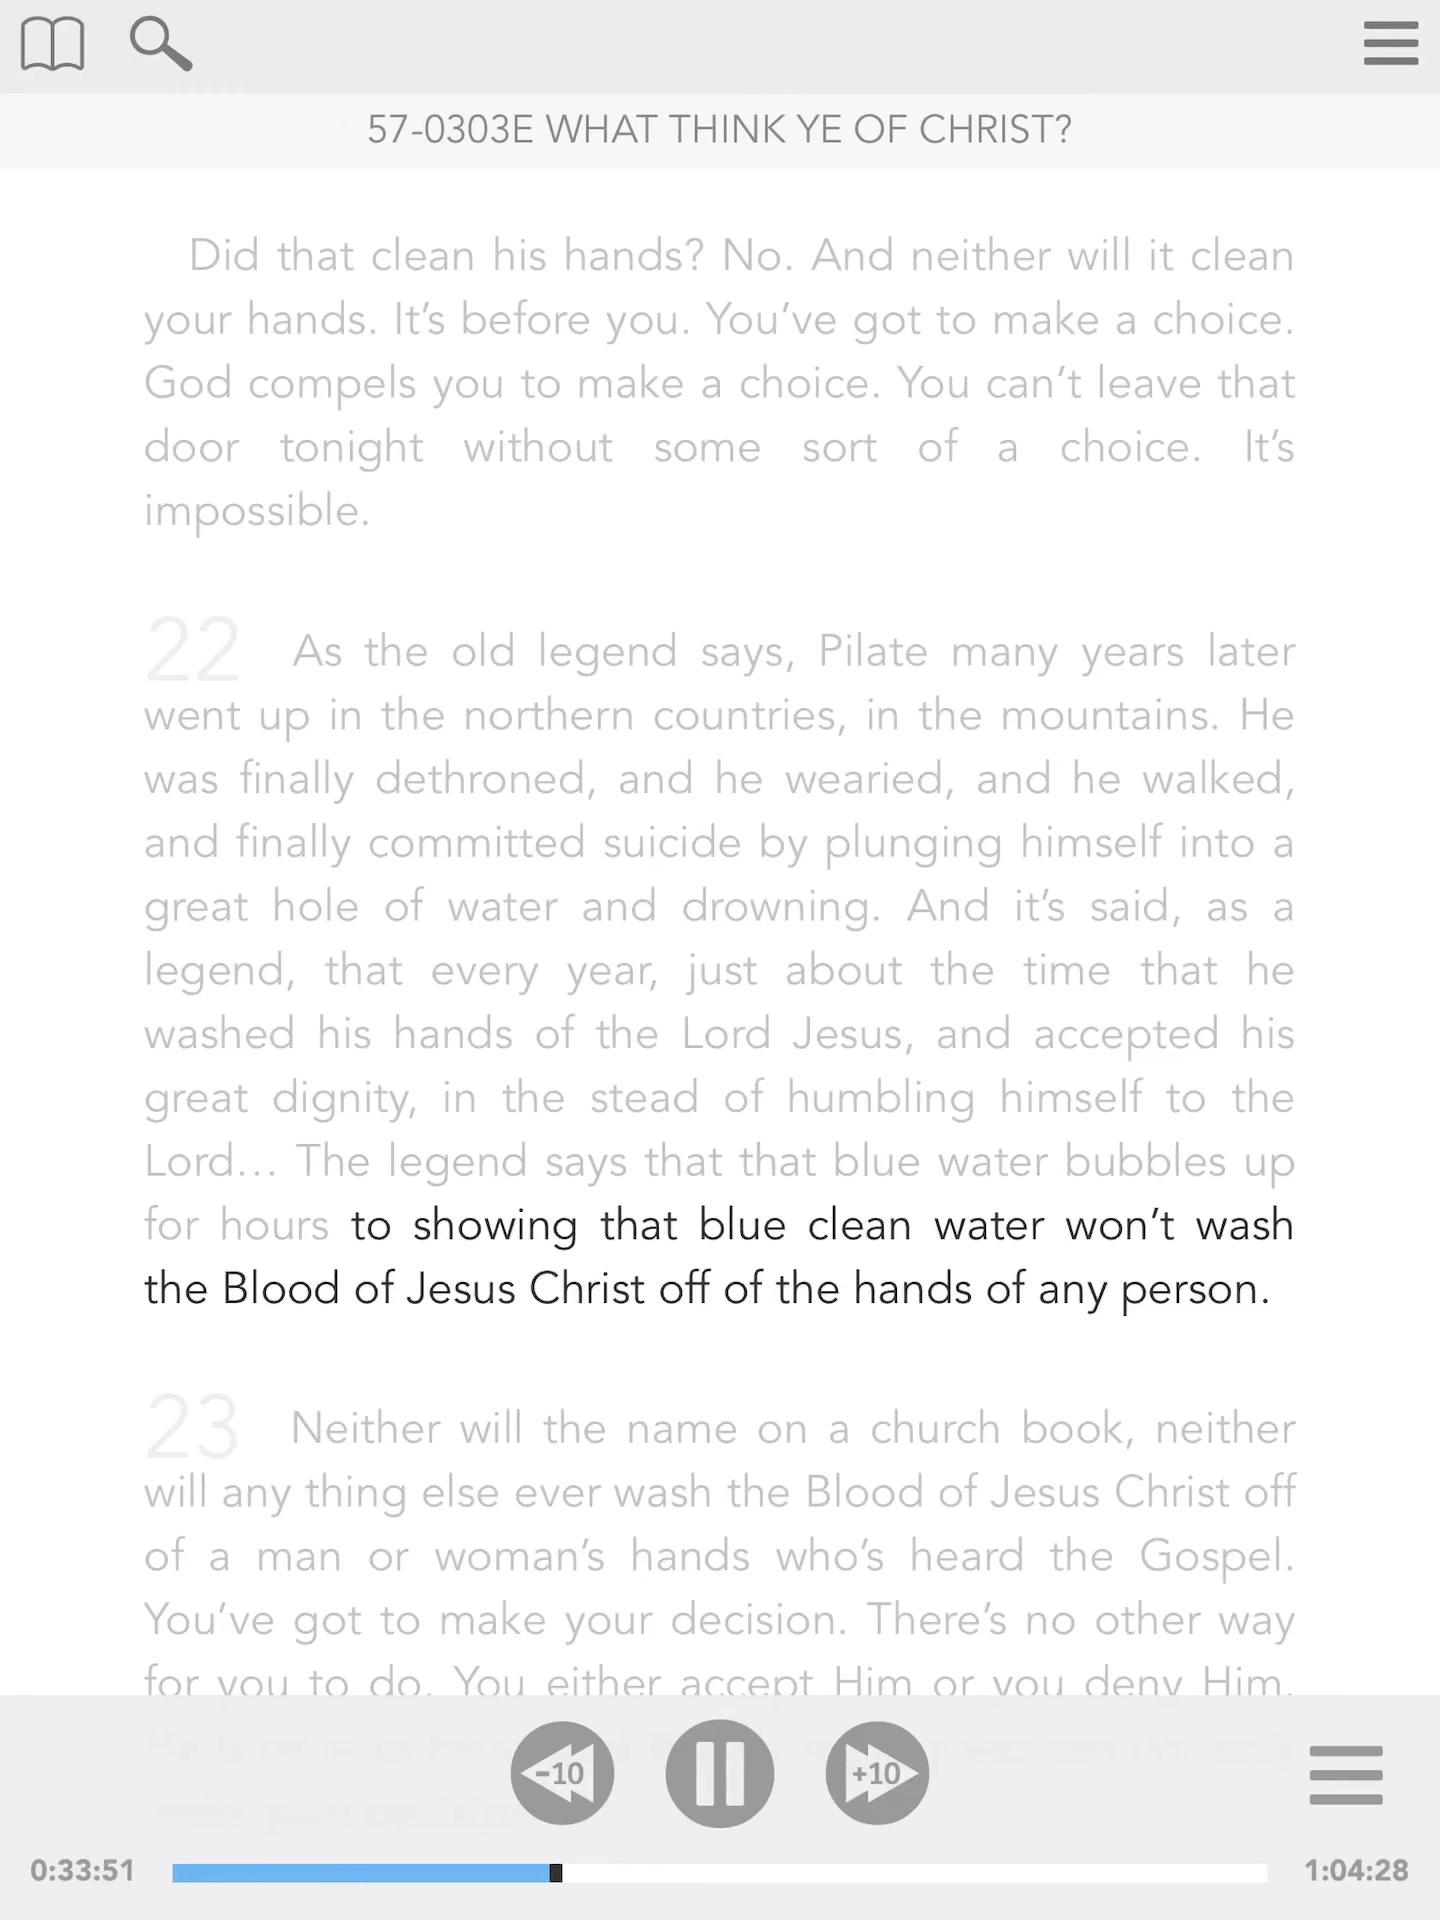 57-0303E WHAT THINK YE OF CHRIST?
Did that clean his hands? No. And neither will it clean
your hands. It’s before you. You’ve got to make a choice.
God compels you to make a choice. You can’t leave that
door tonight without some sort of a choice. It’s
impossible.
22 As the old legend says, Pilate many years later
went up in the northern countries, in the mountains. He
was finally dethroned, and he wearied, and he walked,
and finally committed suicide by plunging himself into a
great hole of water and drowning. And it’s said, as a
legend, that every year, just about the time that he
washed his hands of the Lord Jesus, and accepted his
great dignity, in the stead of humbling himself to the
Lord… The legend says that that blue water bubbles up
for hours to showing that blue clean water won’t wash
the Blood of Jesus Christ off of the hands of any person.
23 Neither will the name on a church book, neither
will any thing else ever wash the Blood of Jesus Christ off
of a man or woman’s hands who’s heard the Gospel.
You’ve got to make your decision. There’s no other way
for you to do. You either accept Him or you deny Him.
-10 +10
0:33:51 1:04:28